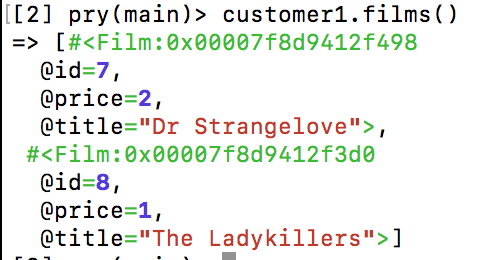 [[2] pry(main)> customer1.films()
=> [#<Film:0x00007f8d9412f498
@id=7,
@price=2,
@title="Dr Strangelove">,
#<Film:0x00007f8d9412f3d0
@id=8,
@price=1,
@title="The Ladykillers">]